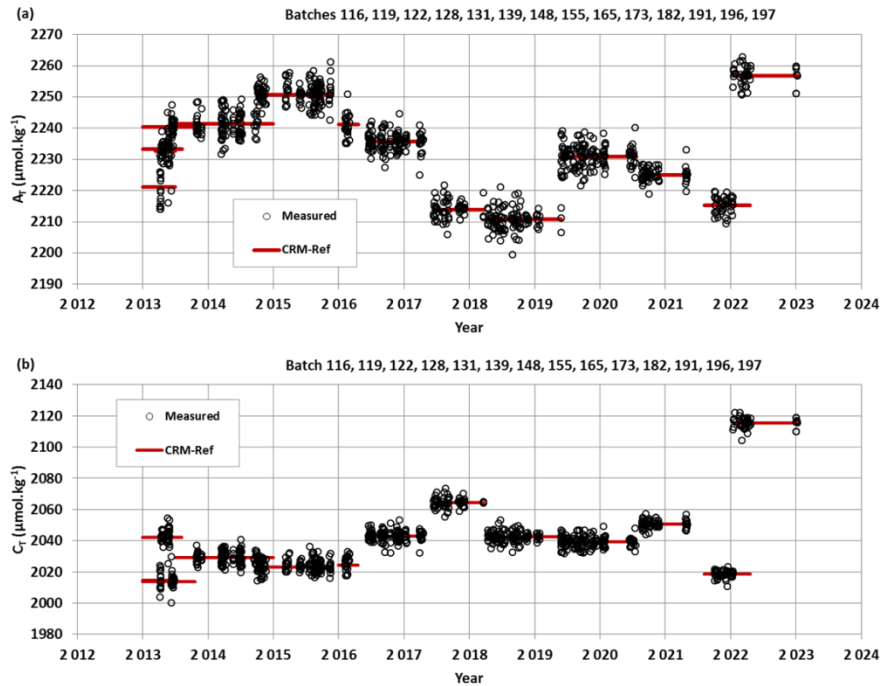 (a) Batches 116, 119, 122, 128, 131, 139, 148, 155, 165, 173, 182, 191, 196, 197
2270
2260
2250
2240
2230
2220
2210
2200
2190
A_T (µmol.kg⁻¹)
Measured
CRM-Ref
2 012 2 013 2 014 2 015 2 016 2 017 2 018 2 019 2 020 2 021 2 022 2 023 2 024
Year
(b) Batch 116, 119, 122, 128, 131, 139, 148, 155, 165, 173, 182, 191, 196, 197
2140
2120
2100
2080
2060
2040
2020
2000
1980
C_T (µmol.kg⁻¹)
Measured
CRM-Ref
2 012 2 013 2 014 2 015 2 016 2 017 2 018 2 019 2 020 2 021 2 022 2 023 2 024
Year